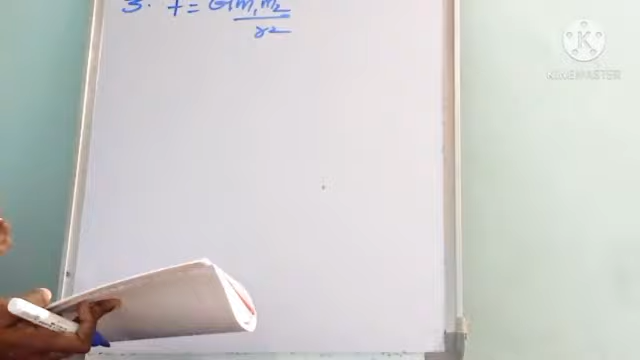 3. F = Gm₁m₂
r2
KINEMASTER